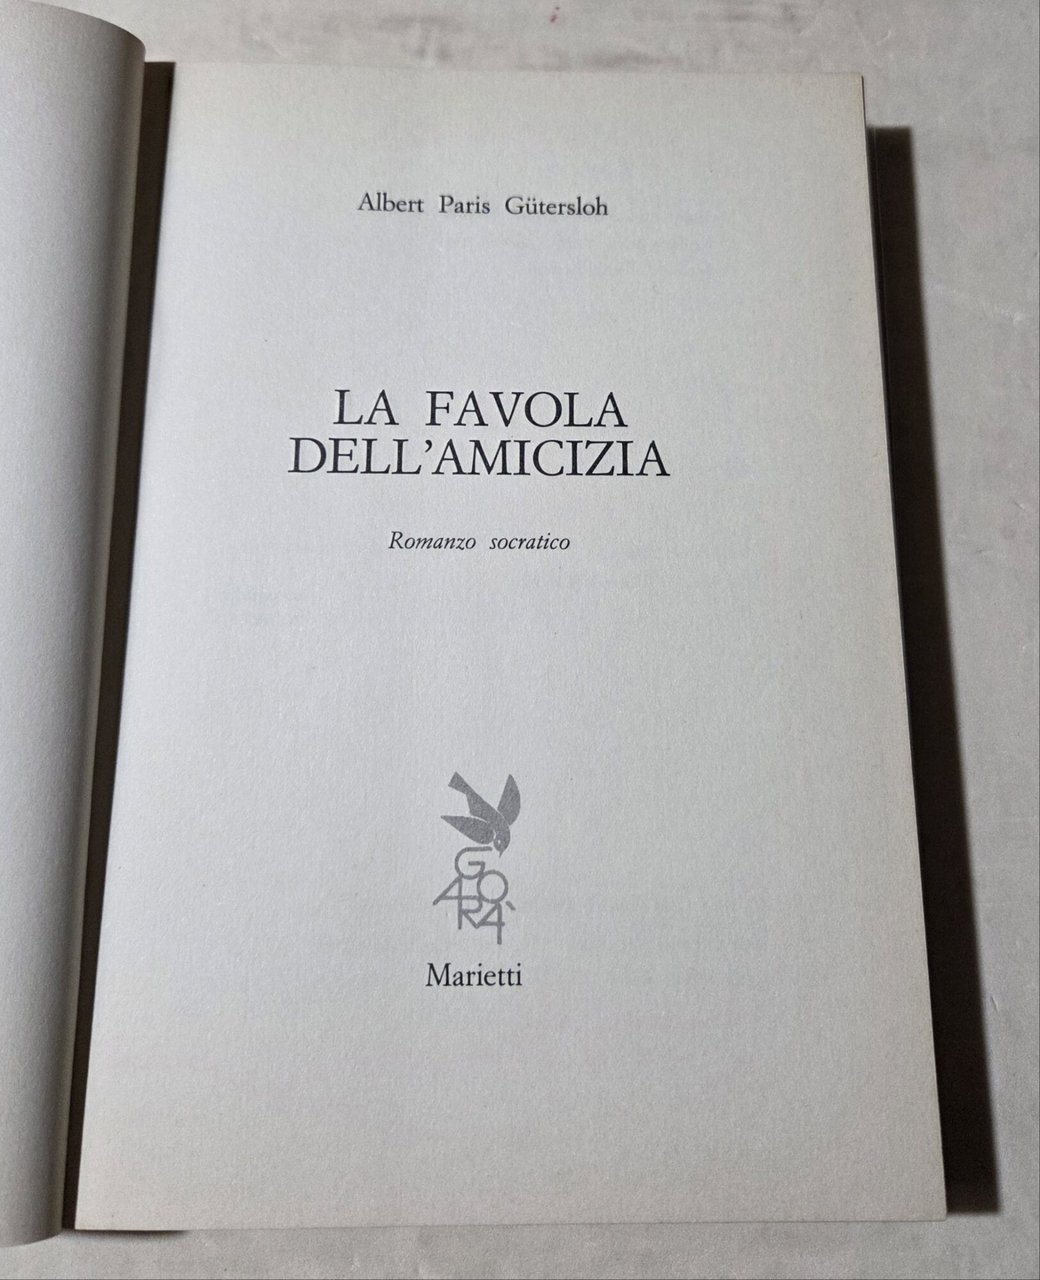 Albert Paris Gütersloh
LA FAVOLA
DELL'AMICIZIA
Romanzo socratico
AGORÀ
Marietti